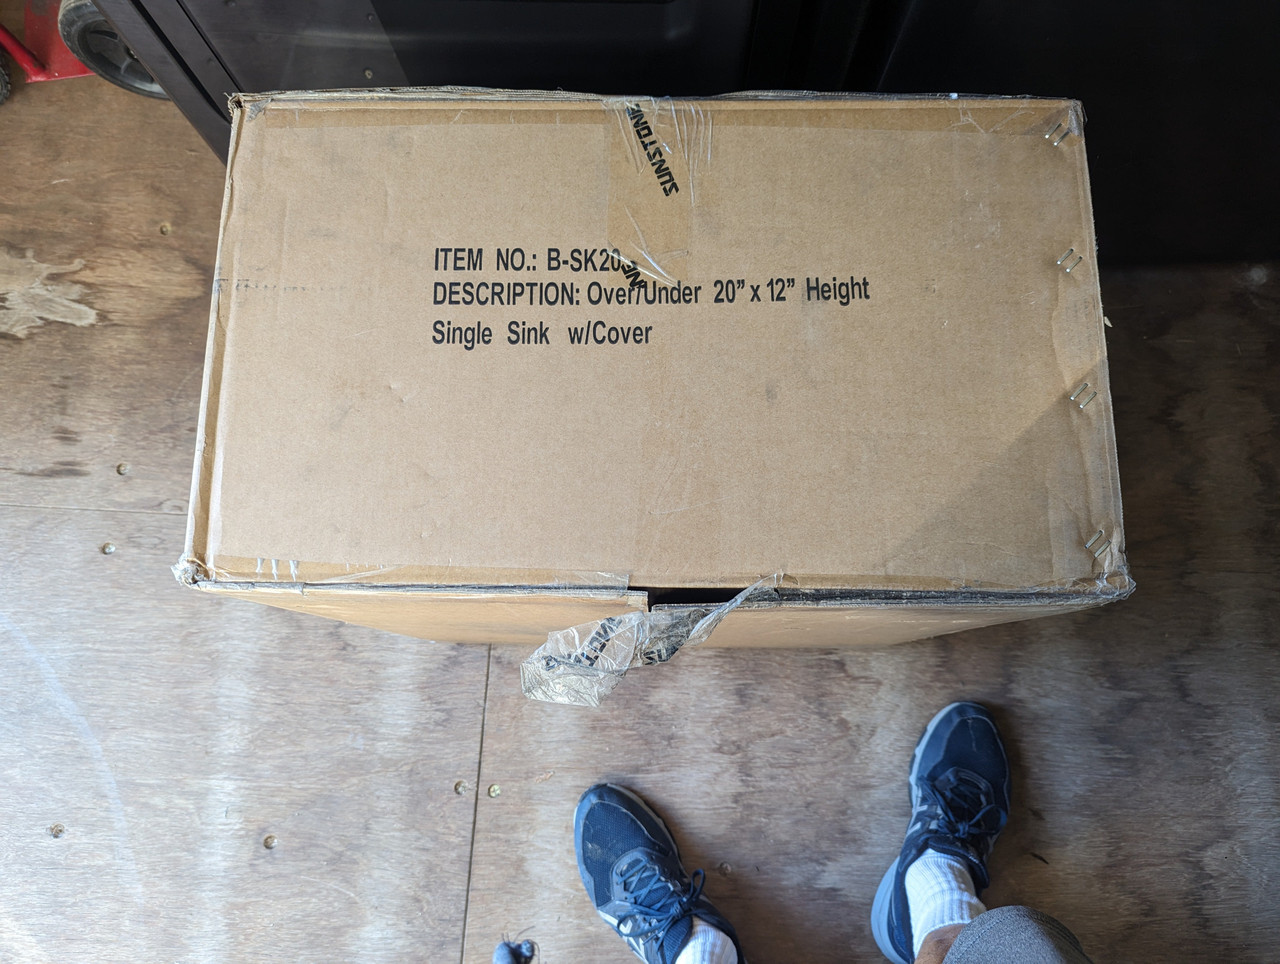 SUNSTONE
ITEM NO.: B-SK20
DESCRIPTION: Over/Under 20” x 12” Height
Single Sink w/Cover